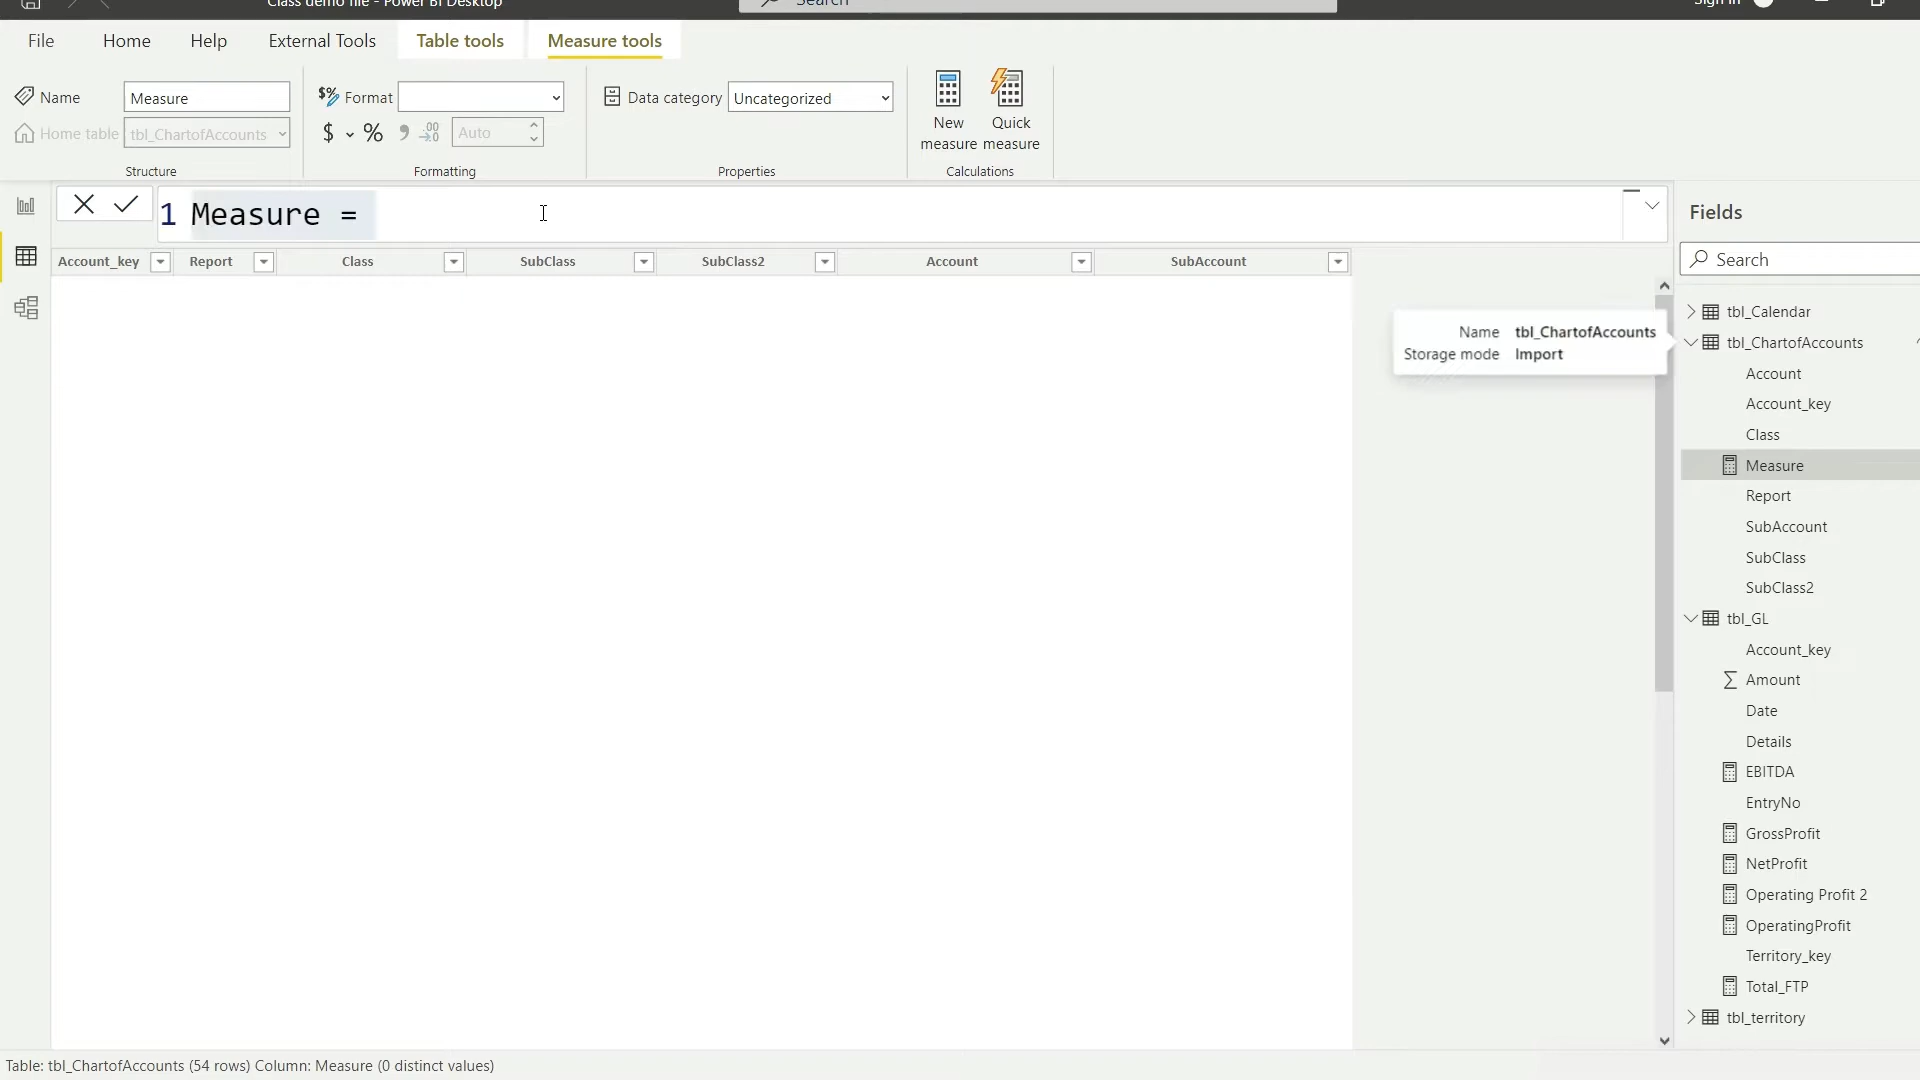 Class demo file - Power BI Desktop
Search
Sign in
File
Home
Help
External Tools
Table tools
Measure tools
Name
Measure
Home table
tbl_ChartofAccounts
Structure
$% Format
$ % 9 .00
Auto
Formatting
Data category
Uncategorized
Properties
New measure
Quick measure
Calculations
1 Measure =
Account_key
Report
Class
SubClass
SubClass2
Account
SubAccount
Name tbl_ChartofAccounts
Storage mode Import
Fields
Search
tbl_Calendar
tbl_ChartofAccounts
Account
Account_key
Class
Measure
Report
SubAccount
SubClass
SubClass2
tbl_GL
Account_key
Amount
Date
Details
EBITDA
EntryNo
GrossProfit
NetProfit
Operating Profit 2
OperatingProfit
Territory_key
Total_FTP
tbl_territory
Table: tbl_ChartofAccounts (54 rows) Column: Measure (0 distinct values)